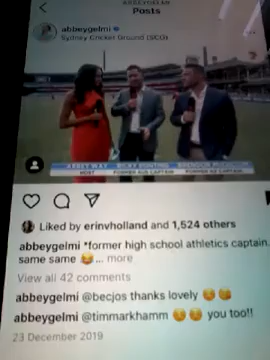 ABBEYGELMI
Posts
abbeygelmi
Sydney Cricket Ground (SCG)
HOST
FORMER AUS CAPTAIN
FORMER NZ CAPTAIN
Liked by erinvholland and 1,524 others
abbeygelmi *former high school athletics captain.
same same 😂... more
View all 42 comments
abbeygelmi @becjos thanks lovely 😘😘
abbeygelmi @timmarkhamm 😘😘 you too!!
23 December 2019